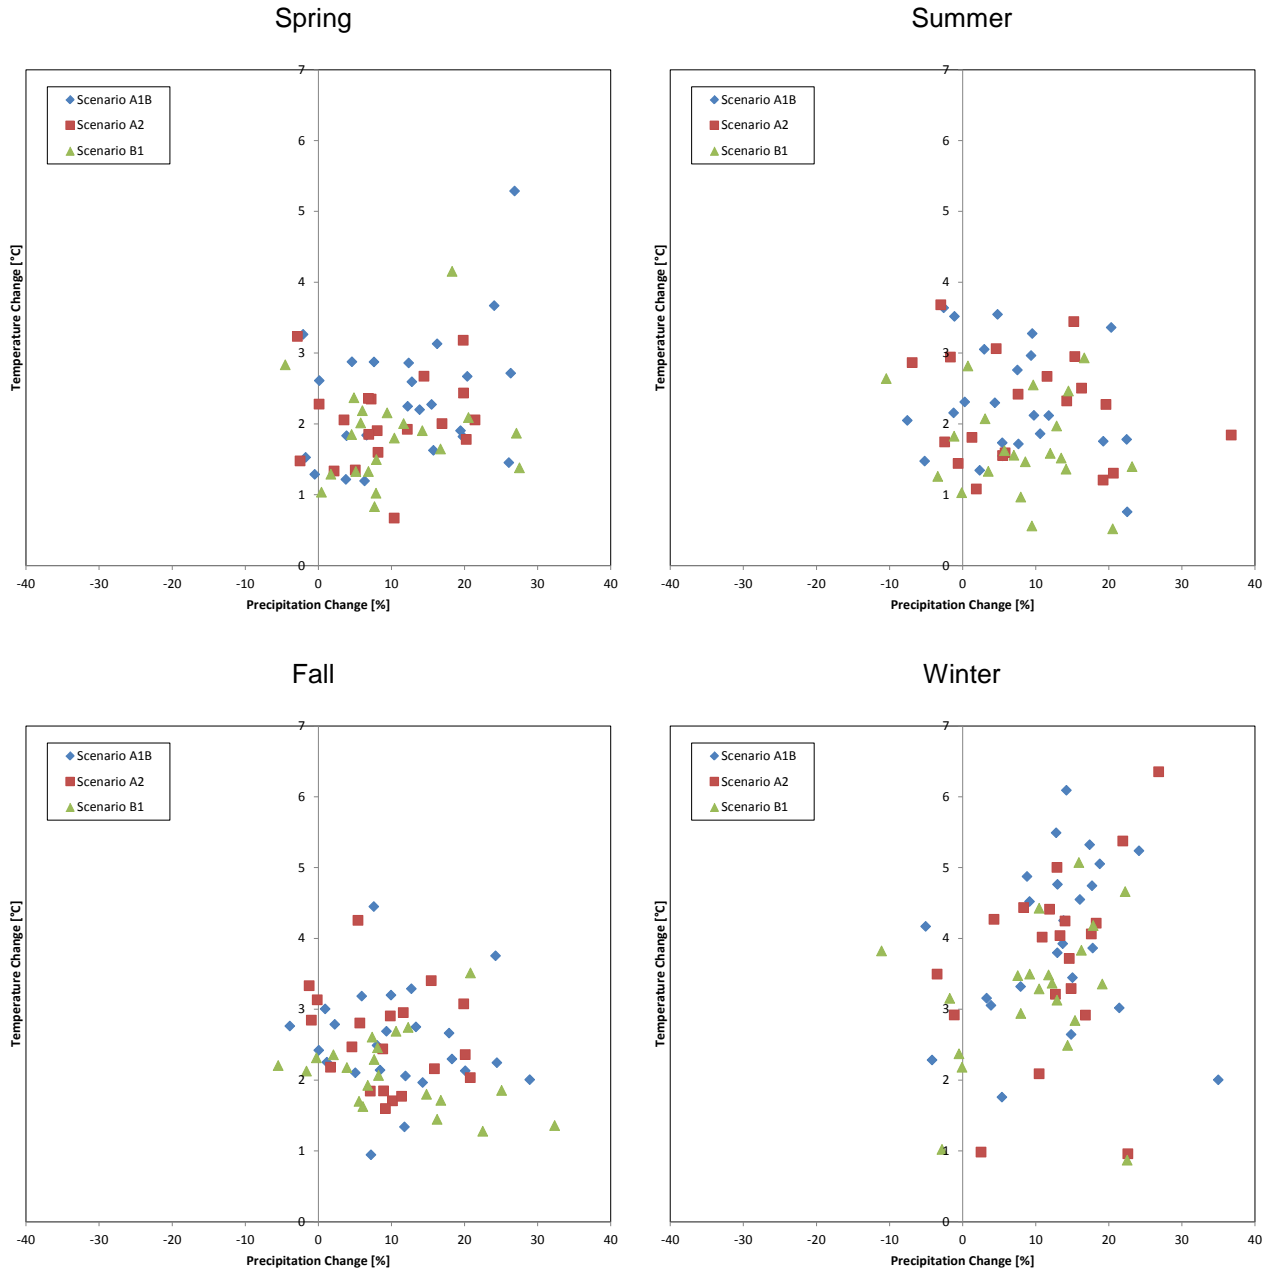 Spring
7
Scenario A1B
Scenario A2
Scenario B1
6
5
4
3
2
1
0
Temperature Change [°C]
-40 -30 -20 -10 0 10 20 30 40
Precipitation Change [%]
Summer
7
Scenario A1B
Scenario A2
Scenario B1
6
5
4
3
2
1
0
Temperature Change [°C]
-40 -30 -20 -10 0 10 20 30 40
Precipitation Change [%]
Fall
7
Scenario A1B
Scenario A2
Scenario B1
6
5
4
3
2
1
0
Temperature Change [°C]
-40 -30 -20 -10 0 10 20 30 40
Precipitation Change [%]
Winter
7
Scenario A1B
Scenario A2
Scenario B1
6
5
4
3
2
1
0
Temperature Change [°C]
-40 -30 -20 -10 0 10 20 30 40
Precipitation Change [%]